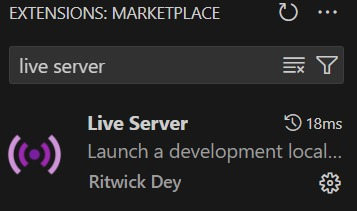 EXTENSIONS: MARKETPLACE
live server
Live Server 18ms
Launch a development local...
Ritwick Dey